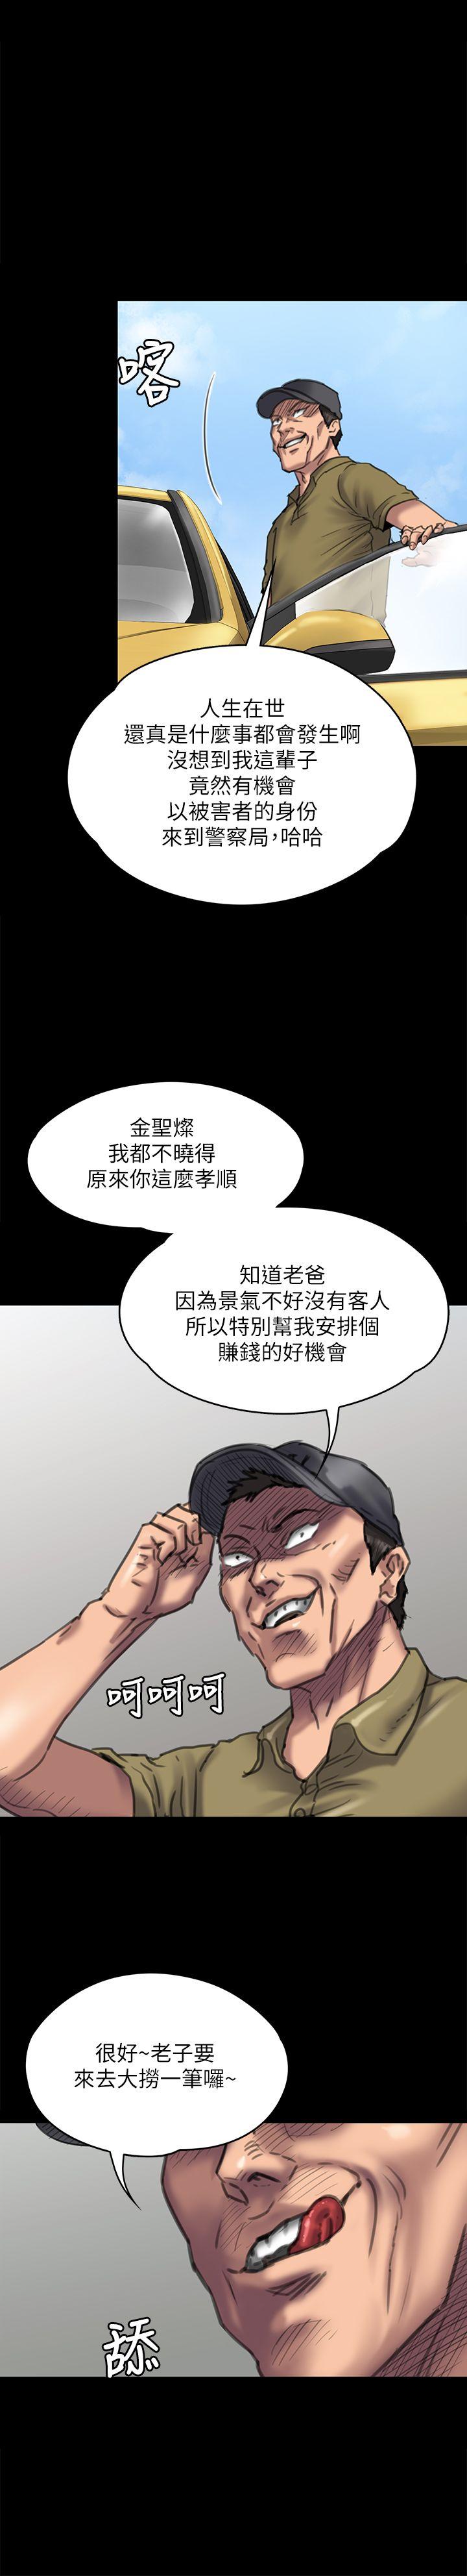 喀
人生在世
還真是什麼事都會發生啊
沒想到我這輩子
竟然有機會
以被害者的身份
來到警察局，哈哈
金聖燦
我都不曉得
原來你這麼孝順
知道老爸
因為景氣不好沒有客人
所以特別幫我安排個
賺錢的好機會
呵呵呵
很好~老子要
來去大撈一筆囉~
舔